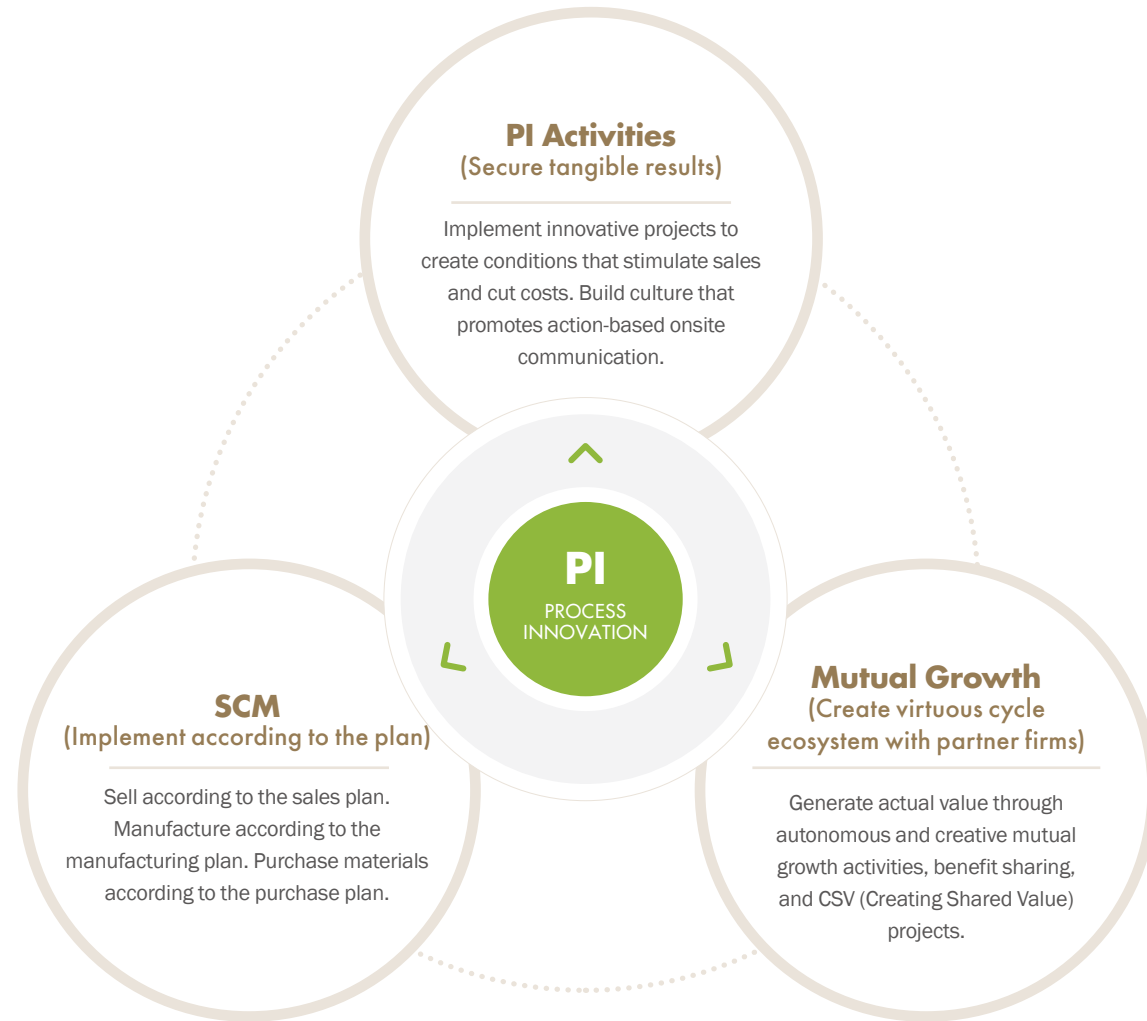 PI Activities
(Secure tangible results)
Implement innovative projects to
create conditions that stimulate sales
and cut costs. Build culture that
promotes action-based onsite
communication.
PI
PROCESS
INNOVATION
SCM
(Implement according to the plan)
Sell according to the sales plan.
Manufacture according to the
manufacturing plan. Purchase materials
according to the purchase plan.
Mutual Growth
(Create virtuous cycle
ecosystem with partner firms)
Generate actual value through
autonomous and creative mutual
growth activities, benefit sharing,
and CSV (Creating Shared Value)
projects.